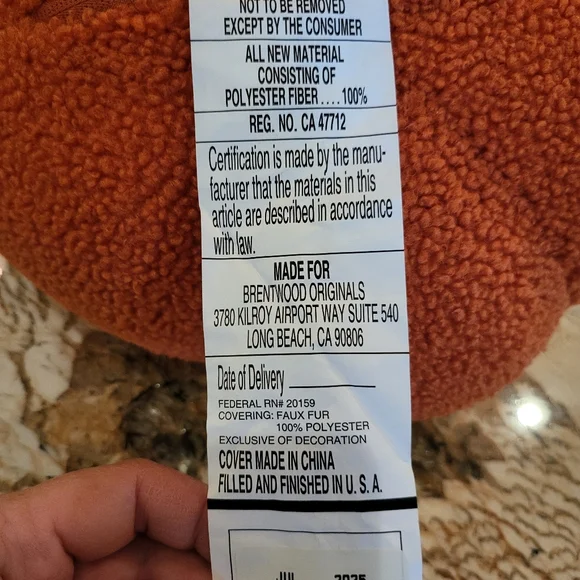 NOT TO BE REMOVED
EXCEPT BY THE CONSUMER
ALL NEW MATERIAL
CONSISTING OF
POLYESTER FIBER....100%
REG. NO. CA 47712
Certification is made by the manu-
facturer that the materials in this
article are described in accordance
with law.
MADE FOR
BRENTWOOD ORIGINALS
3780 KILROY AIRPORT WAY SUITE 540
LONG BEACH, CA 90806
Date of Delivery
FEDERAL RN# 20159
COVERING: FAUX FUR
100% POLYESTER
EXCLUSIVE OF DECORATION
COVER MADE IN CHINA
FILLED AND FINISHED IN U. S. A.
JUL 2025